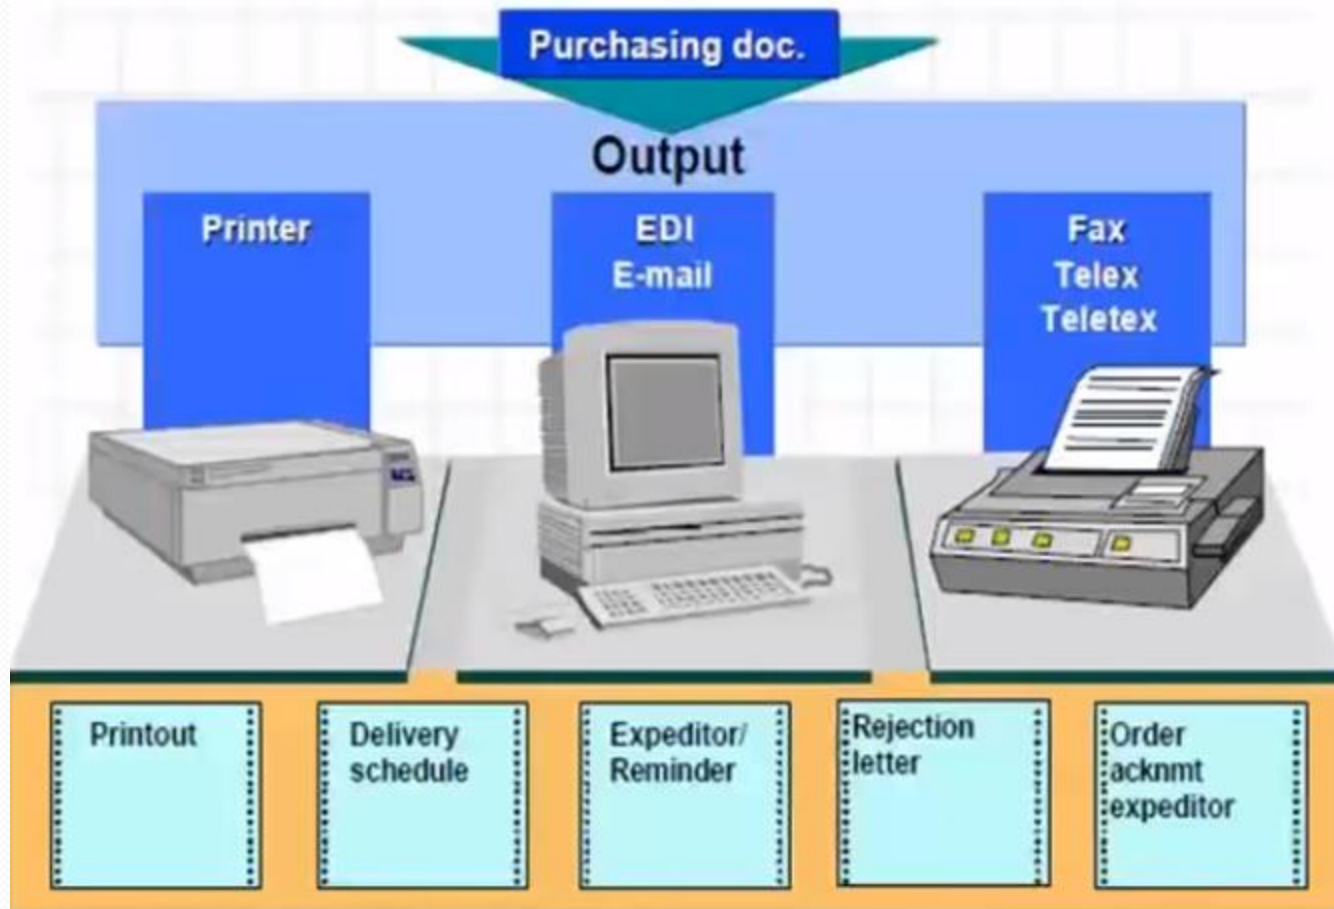 Purchasing doc.
Output
Printer
EDI
E-mail
Fax
Telex
Teletex
Printout
Delivery
schedule
Expeditor/
Reminder
Rejection
letter
Order
acknmt
expeditor